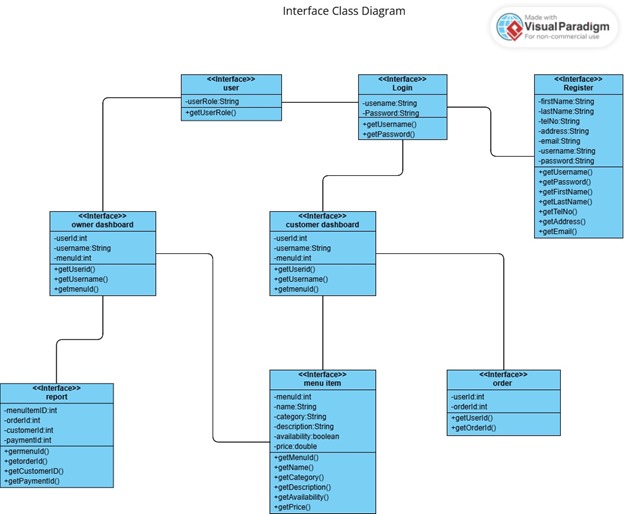 Interface Class Diagram
Made with
VisualParadigm
For non-commercial use
<<Interface>>
user
-userRole:String
+getUserRole()
<<Interface>>
Login
-usename:String
-Password:String
+getUsername()
+getPassword()
<<Interface>>
Register
-firstName:String
-lastName:String
-telNo:String
-address:String
-email:String
-username:String
-password:String
+getUsername()
+getPassword()
+getFirstName()
+getLastName()
+getTelNo()
+getAddress()
+getEmail()
<<Interface>>
owner dashboard
-userId:int
-username:String
-menuId:int
+getUserid()
+getUsername()
+getmenuId()
<<Interface>>
customer dashboard
-userId:int
-username:String
-menuId:int
+getUserid()
+getUsername()
+getmenuId()
<<Interface>>
report
-menuItemID:int
-orderId:int
-customerId:int
-paymentId:int
+germenuId()
+getorderId()
+getCustomerID()
+getPaymentId()
<<Interface>>
menu item
-menuId:int
-name:String
-category:String
-description:String
-availability:boolean
-price:double
+getMenuId()
+getName()
+getCategory()
+getDescription()
+getAvailability()
+getPrice()
<<Interface>>
order
-userId:int
-orderId:int
+getUserId()
+getOrderId()